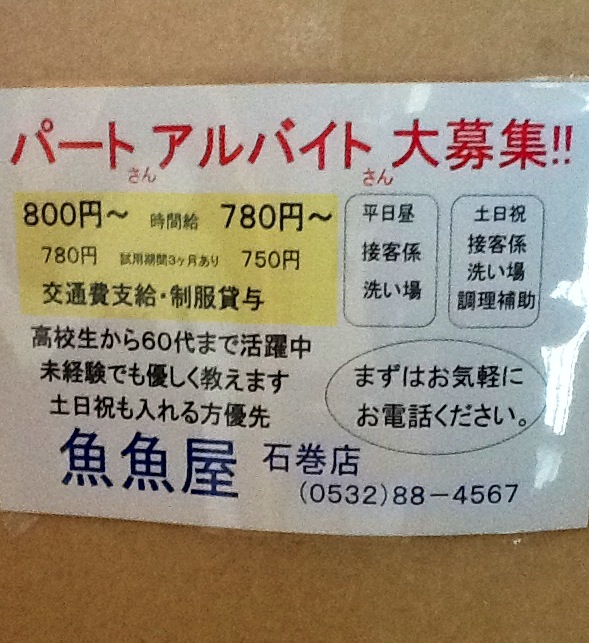 パートさん アルバイトさん 大募集!!
800円～ 時間給 780円～
780円 試用期間3ヶ月あり 750円
交通費支給・制服貸与
平日昼
接客係
洗い場
土日祝
接客係
洗い場
調理補助
高校生から60代まで活躍中
未経験でも優しく教えます
土日祝も入れる方優先
まずはお気軽に
お電話ください。
魚魚屋 石巻店
(0532)88－4567